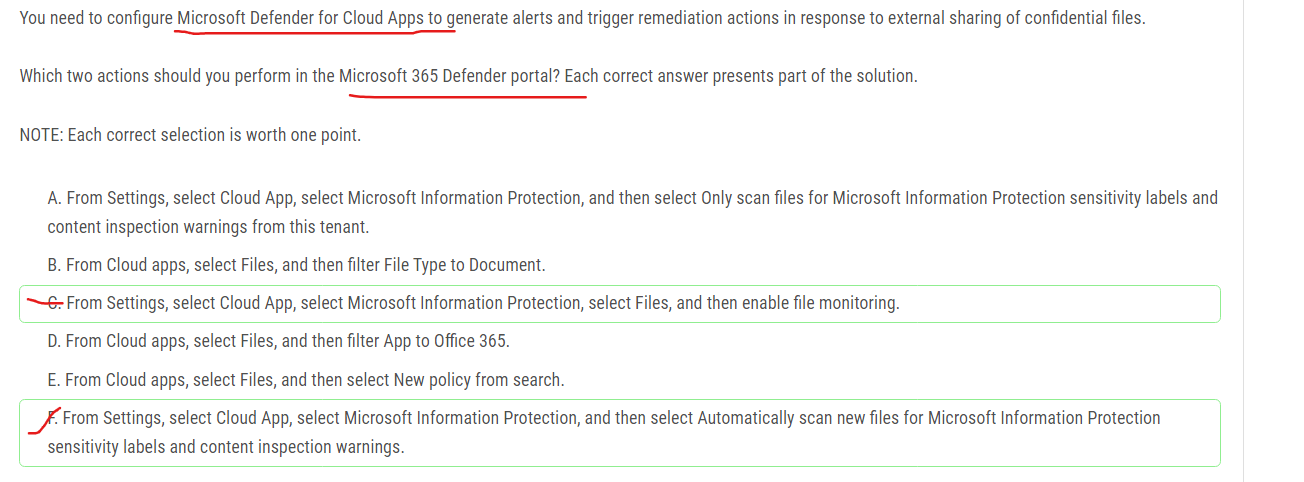 You need to configure Microsoft Defender for Cloud Apps to generate alerts and trigger remediation actions in response to external sharing of confidential files.
Which two actions should you perform in the Microsoft 365 Defender portal? Each correct answer presents part of the solution.
NOTE: Each correct selection is worth one point.
A. From Settings, select Cloud App, select Microsoft Information Protection, and then select Only scan files for Microsoft Information Protection sensitivity labels and
content inspection warnings from this tenant.
B. From Cloud apps, select Files, and then filter File Type to Document.
C. From Settings, select Cloud App, select Microsoft Information Protection, select Files, and then enable file monitoring.
D. From Cloud apps, select Files, and then filter App to Office 365.
E. From Cloud apps, select Files, and then select New policy from search.
F. From Settings, select Cloud App, select Microsoft Information Protection, and then select Automatically scan new files for Microsoft Information Protection
sensitivity labels and content inspection warnings.